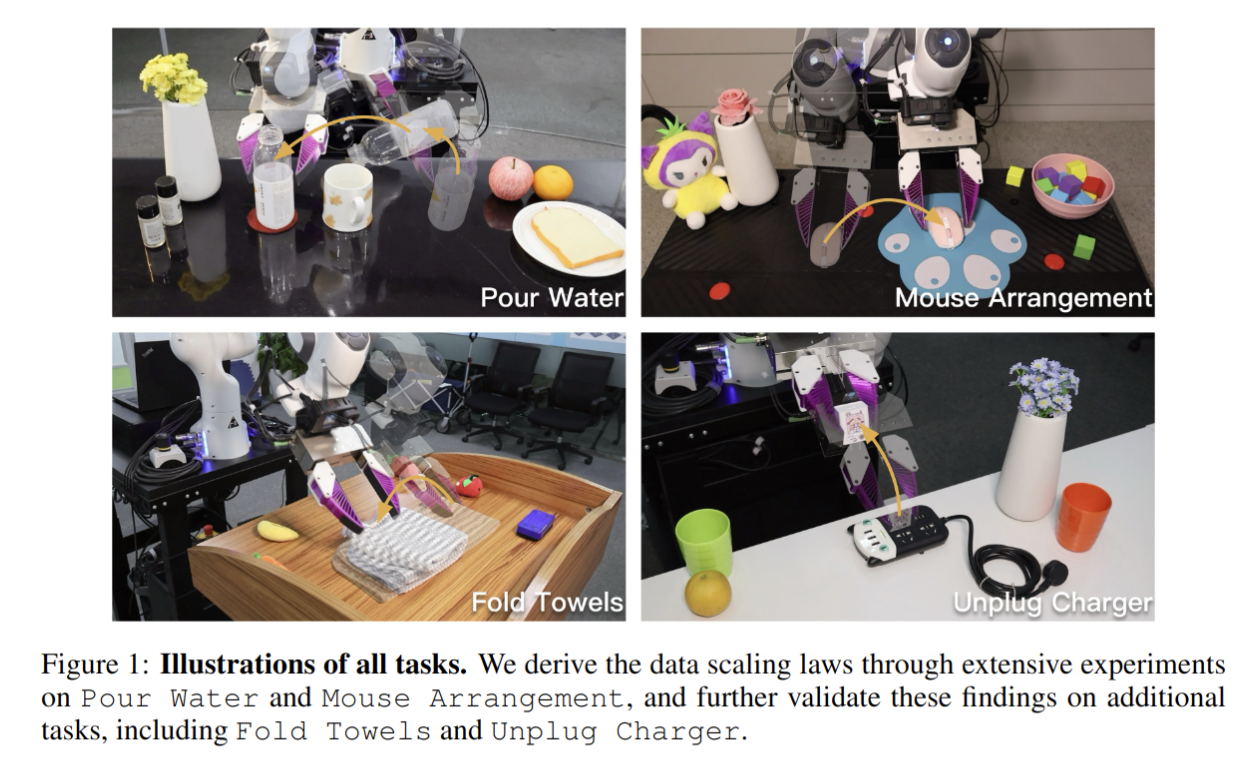 Pour Water
Mouse Arrangement
Fold Towels
Unplug Charger
Figure 1: Illustrations of all tasks. We derive the data scaling laws through extensive experiments
on Pour Water and Mouse Arrangement, and further validate these findings on additional
tasks, including Fold Towels and Unplug Charger.